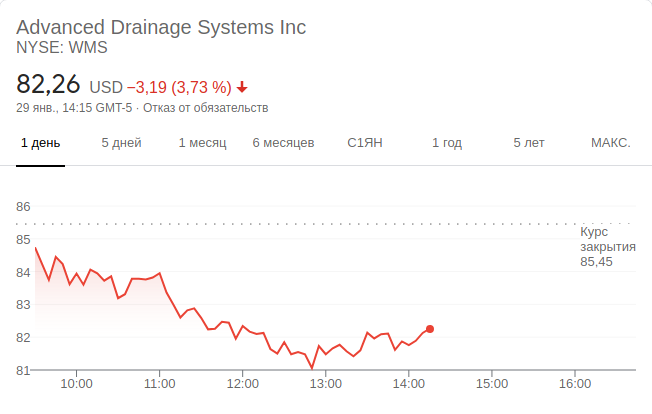 Advanced Drainage Systems Inc
NYSE: WMS
82,26 USD −3,19 (3,73 %)
29 янв., 14:15 GMT-5 · Отказ от обязательств
1 день 5 дней 1 месяц 6 месяцев С1ЯН 1 год 5 лет МАКС.
86
Курс
85
закрытия
85,45
84
83
82
81
10:00 11:00 12:00 13:00 14:00 15:00 16:00